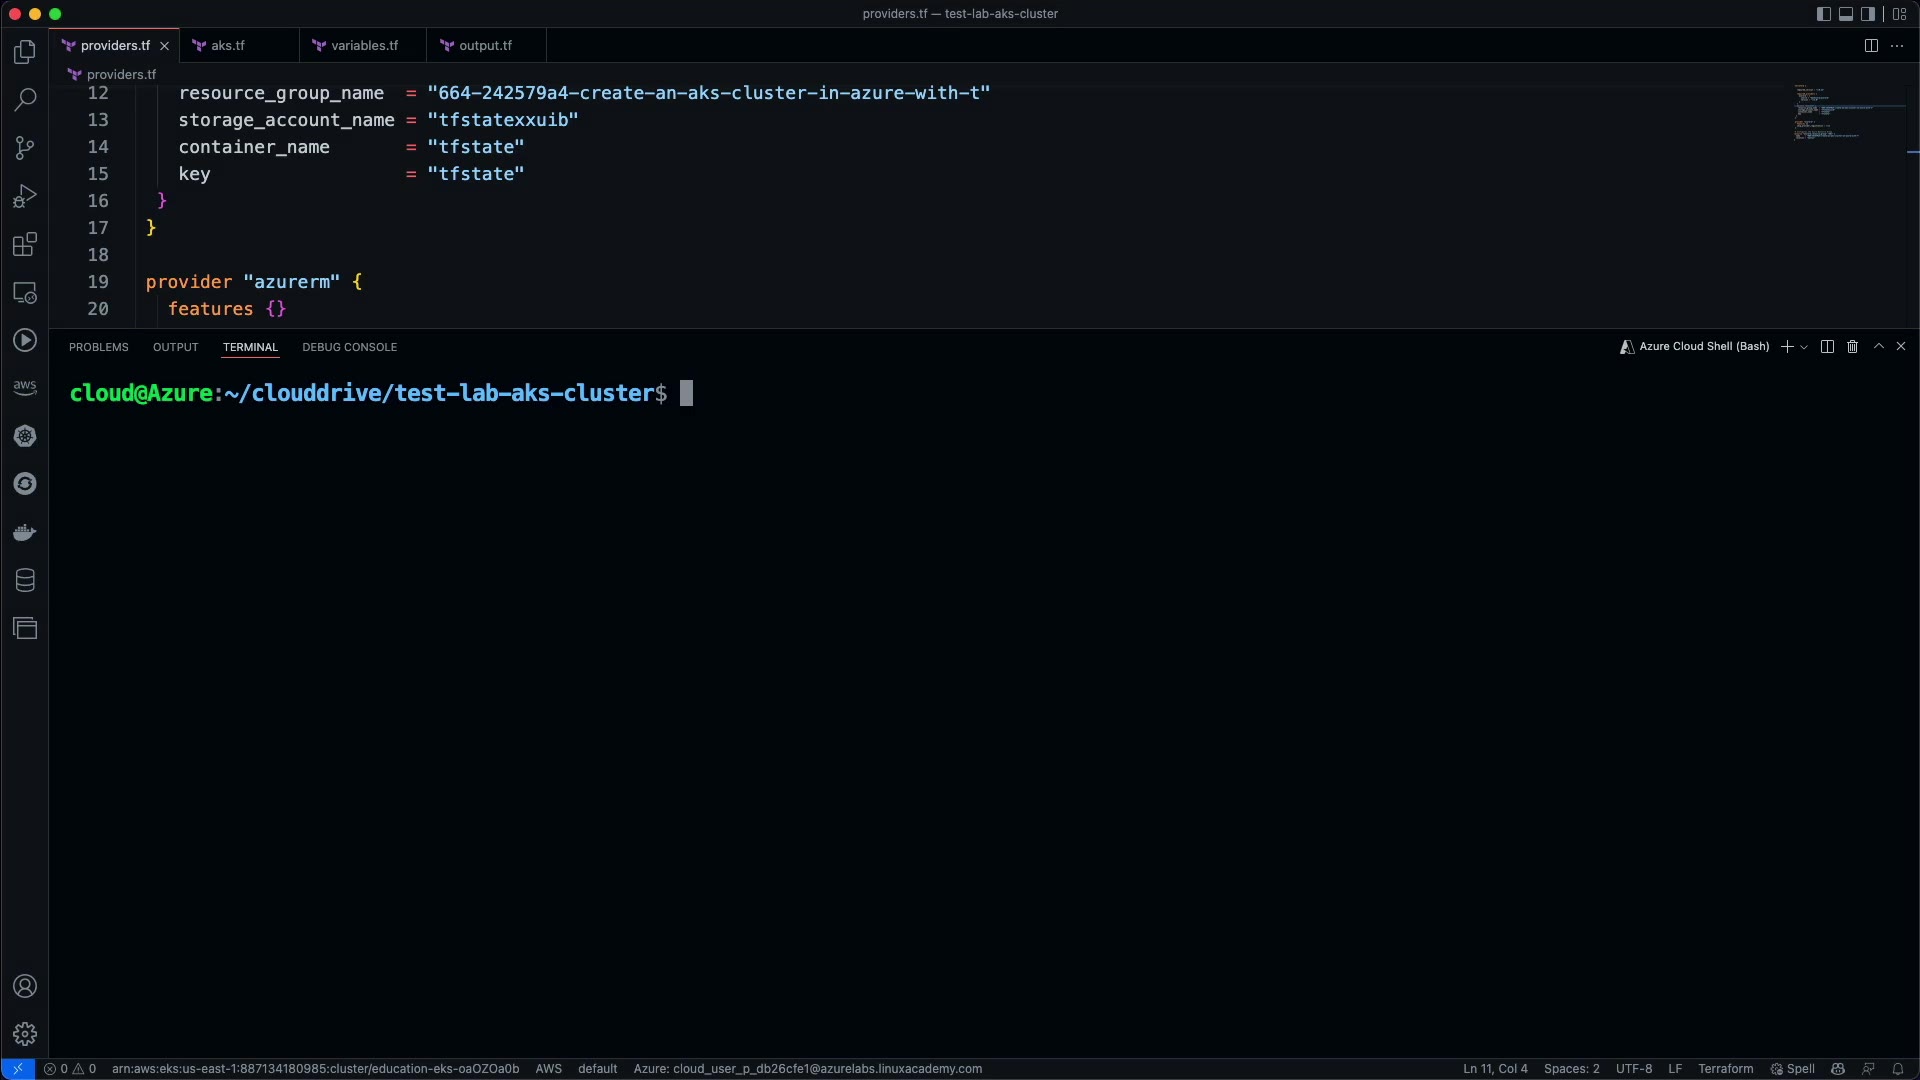 providers.tf — test-lab-aks-cluster
providers.tf aks.tf variables.tf output.tf
providers.tf
12 resource_group_name = "664-242579a4-create-an-aks-cluster-in-azure-with-t"
13 storage_account_name = "tfstatexxuib"
14 container_name = "tfstate"
15 key = "tfstate"
16 }
17 }
18
19 provider "azurerm" {
20 features {}
PROBLEMS OUTPUT TERMINAL DEBUG CONSOLE Azure Cloud Shell (Bash)
cloud@Azure:~/clouddrive/test-lab-aks-cluster$
aws
0 0 arn:aws:eks:us-east-1:887134180985:cluster/education-eks-oaOZOa0b AWS default Azure: cloud_user_p_db26cfe1@azurelabs.linuxacademy.com Ln 11, Col 4 Spaces: 2 UTF-8 LF Terraform Spell